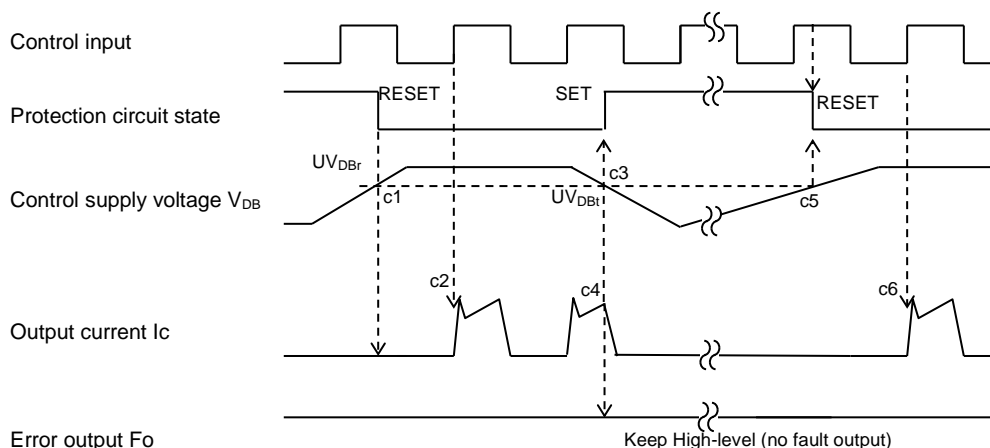 Control input
RESET SET RESET
Protection circuit state
UVDBr
c1 c3 c5
UVDBt
Control supply voltage VDB
c2 c4 c6
Output current Ic
Error output Fo
Keep High-level (no fault output)